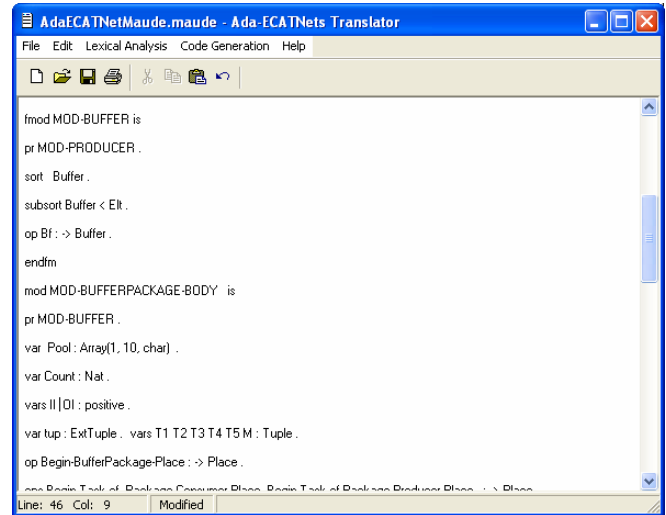 AdaECATNetMaude.maude - Ada-ECATNets Translator
File Edit Lexical Analysis Code Generation Help
fmod MOD-BUFFER is
pr MOD-PRODUCER .
sort Buffer .
subsort Buffer < Elt .
op Bf : -> Buffer .
endfm
mod MOD-BUFFERPACKAGE-BODY is
pr MOD-BUFFER .
var Pool : Array(1, 10, char) .
var Count : Nat .
vars II|OI : positive .
var tup : ExtTuple . vars T1 T2 T3 T4 T5 M : Tuple .
op Begin-BufferPackage-Place : -> Place .
Line: 46 Col: 9 Modified